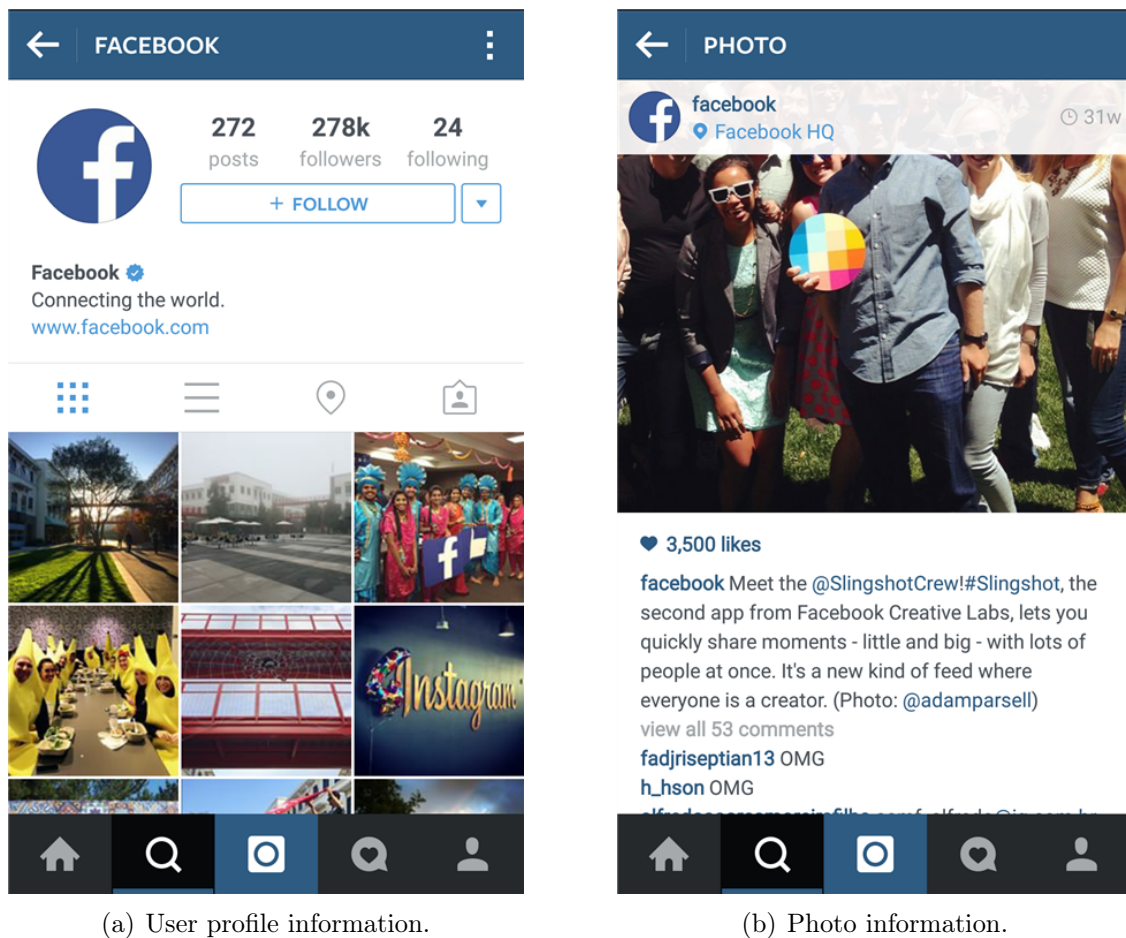 FACEBOOK
272 278k 24
posts followers following
+ FOLLOW
Facebook
Connecting the world.
www.facebook.com
Instagram
(a) User profile information.
PHOTO
facebook
Facebook HQ
31w
3,500 likes
facebook Meet the @SlingshotCrew!#Slingshot, the
second app from Facebook Creative Labs, lets you
quickly share moments - little and big - with lots of
people at once. It's a new kind of feed where
everyone is a creator. (Photo: @adamparsell)
view all 53 comments
fadjriseptian13 OMG
h_hson OMG
(b) Photo information.